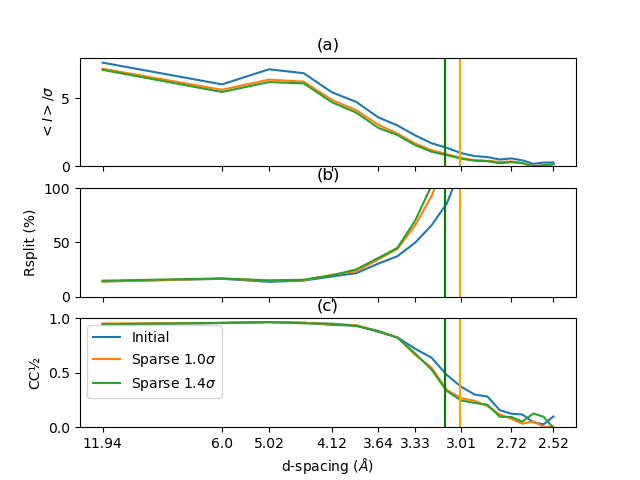 (a)
< I > /σ
5
0
(b)
Rsplit (%)
100
50
0
(c)
CC½
1.0
0.5
0.0
Initial
Sparse 1.0σ
Sparse 1.4σ
11.94 6.0 5.02 4.12 3.64 3.33 3.01 2.72 2.52
d-spacing (Å)